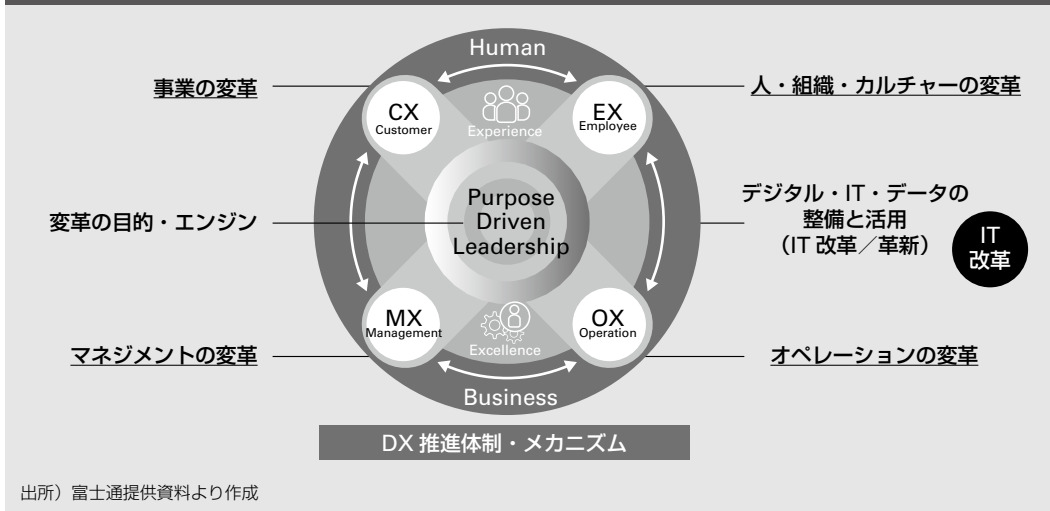 Human
事業の変革
人・組織・カルチャーの変革
CX
Customer
Experience
EX
Employee
変革の目的・エンジン
Purpose
Driven
Leadership
デジタル・IT・データの
整備と活用
（IT 改革／革新）
IT
改革
MX
Management
Excellence
OX
Operation
マネジメントの変革
オペレーションの変革
Business
DX 推進体制・メカニズム
出所）富士通提供資料より作成